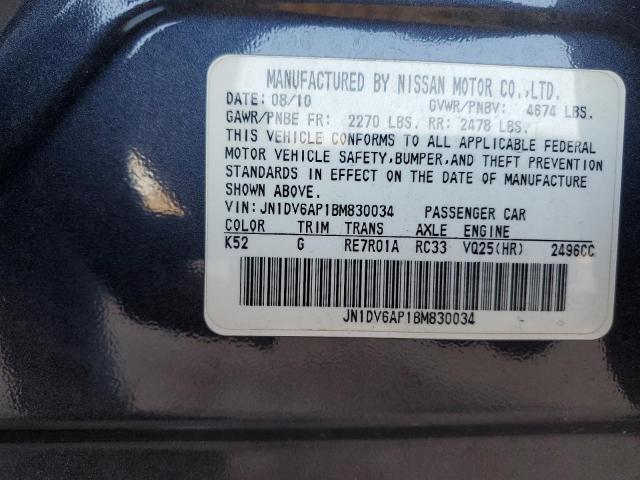 MANUFACTURED BY NISSAN MOTOR CO.,LTD.
DATE: 08/10 GVWR/PNBV: 4674 LBS.
GAWR/PNBE FR: 2270 LBS. RR: 2478 LBS.
THIS VEHICLE CONFORMS TO ALL APPLICABLE FEDERAL
MOTOR VEHICLE SAFETY,BUMPER,AND THEFT PREVENTION
STANDARDS IN EFFECT ON THE DATE OF MANUFACTURE
SHOWN ABOVE.
VIN:JN1DV6AP1BM830034 PASSENGER CAR
COLOR TRIM TRANS AXLE ENGINE
K52 G RE7R01A RC33 VQ25(HR) 2496CC
JN1DV6AP1BM830034